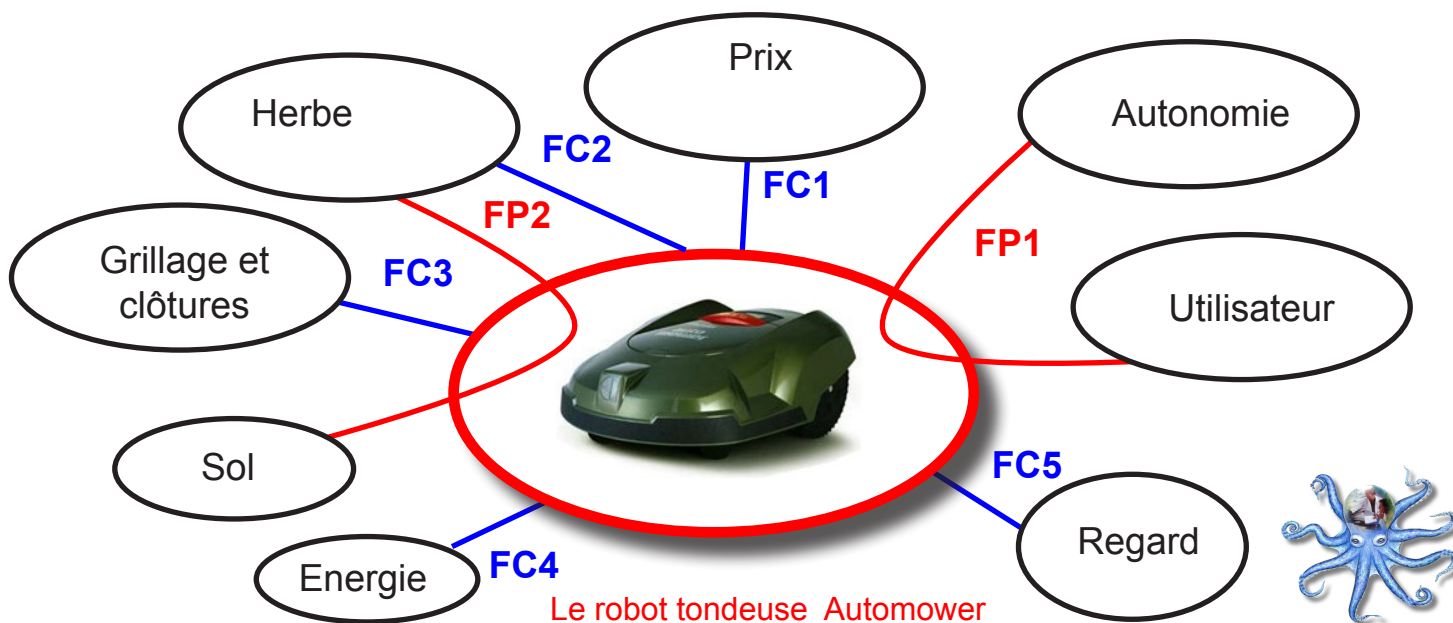 Prix
Herbe
Autonomie
FC2
FC1
FP2
FP1
Grillage et
clôtures
FC3
Utilisateur
Sol
FC5
Regard
Energie
FC4
Le robot tondeuse Automower